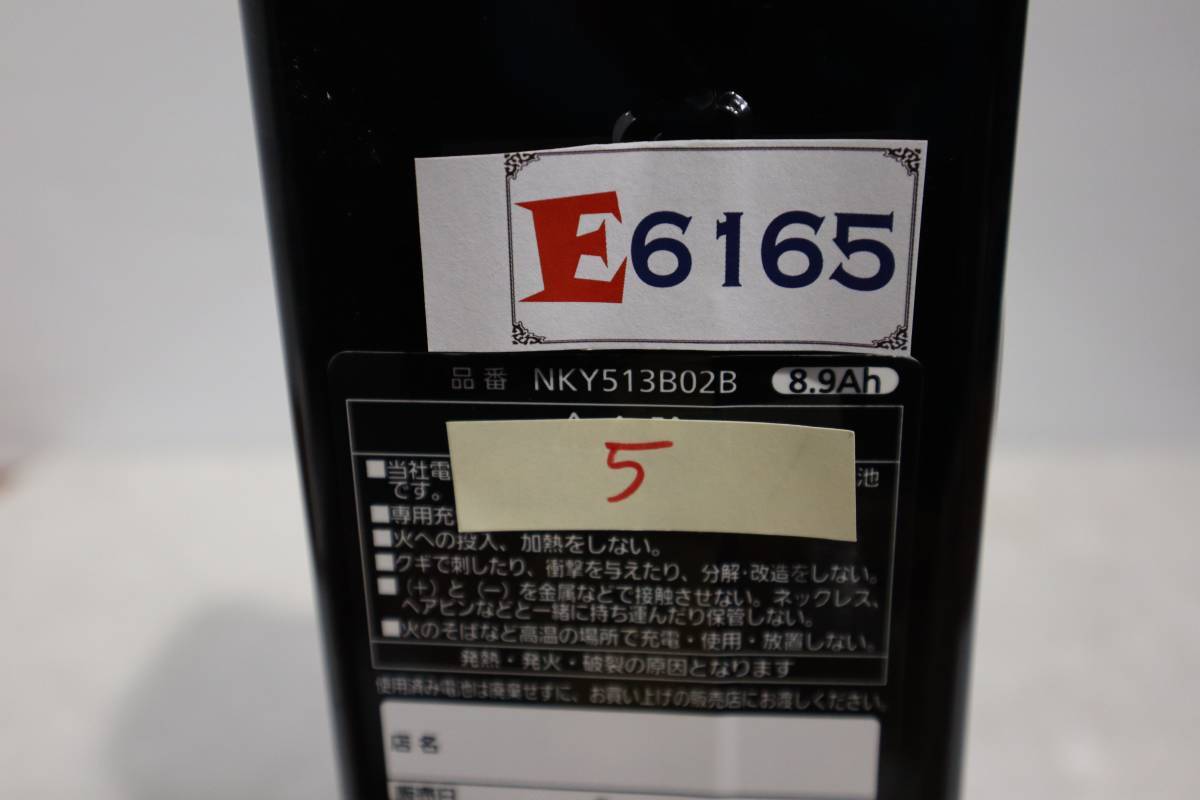 E6165
品番 NKY513B02B 8.9Ah
5
■当社電
池
です。
■専用充
■火への投入、加熱をしない。
■クギで刺したり、衝撃を与えたり、分解・改造をしない。
■(+)と(−)を金属などで接触させない。ネックレス、
ヘアピンなどと一緒に持ち運んだり保管しない。
■火のそばなど高温の場所で充電・使用・放置しない。
発熱・発火・破裂の原因となります
使用済み電池は廃棄せずに、お買い上げの販売店にお渡しください。
店名
販売日